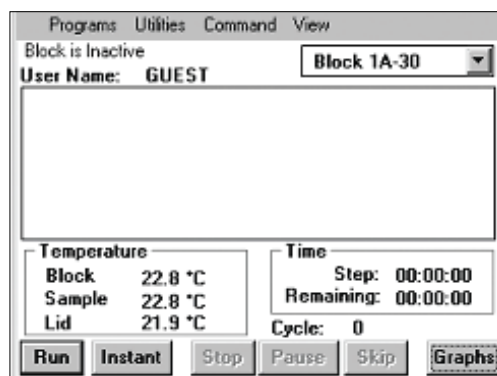 Programs Utilities Command View
Block is Inactive
Block 1A-30
User Name: GUEST
Temperature
Block 22.8 °C
Sample 22.8 °C
Lid 21.9 °C
Time
Step: 00:00:00
Remaining: 00:00:00
Cycle: 0
Run Instant Stop Pause Skip Graphs